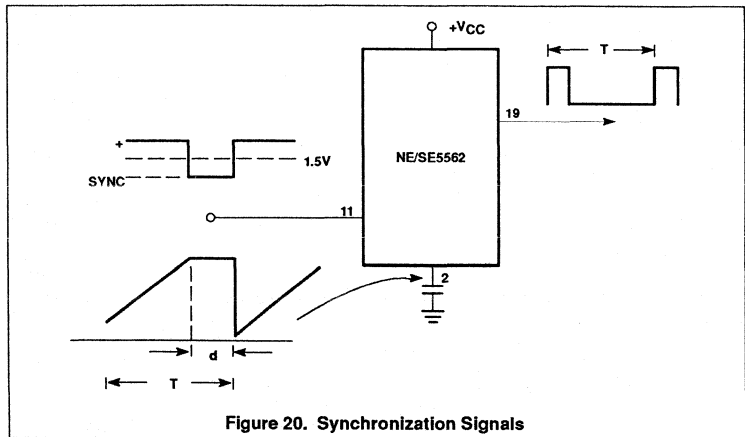 +VCC
T
19
+
1.5V
NE/SE5562
SYNC
11
2
d
T
Figure 20. Synchronization Signals